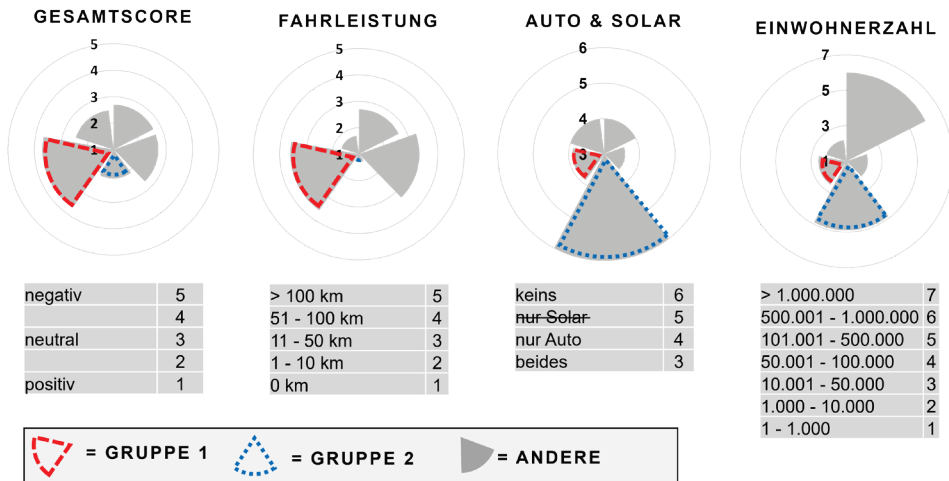 GESAMTSCORE
5
4
3
2
1
negativ 5
4
neutral 3
2
positiv 1
FAHRLEISTUNG
5
4
3
2
1
> 100 km 5
51 - 100 km 4
11 - 50 km 3
1 - 10 km 2
0 km 1
AUTO & SOLAR
6
5
4
3
keins 6
nur Solar 5
nur Auto 4
beides 3
EINWOHNERZAHL
7
5
3
1
> 1.000.000 7
500.001 - 1.000.000 6
101.001 - 500.000 5
50.001 - 100.000 4
10.001 - 50.000 3
1.000 - 10.000 2
1 - 1.000 1
= GRUPPE 1
= GRUPPE 2
= ANDERE